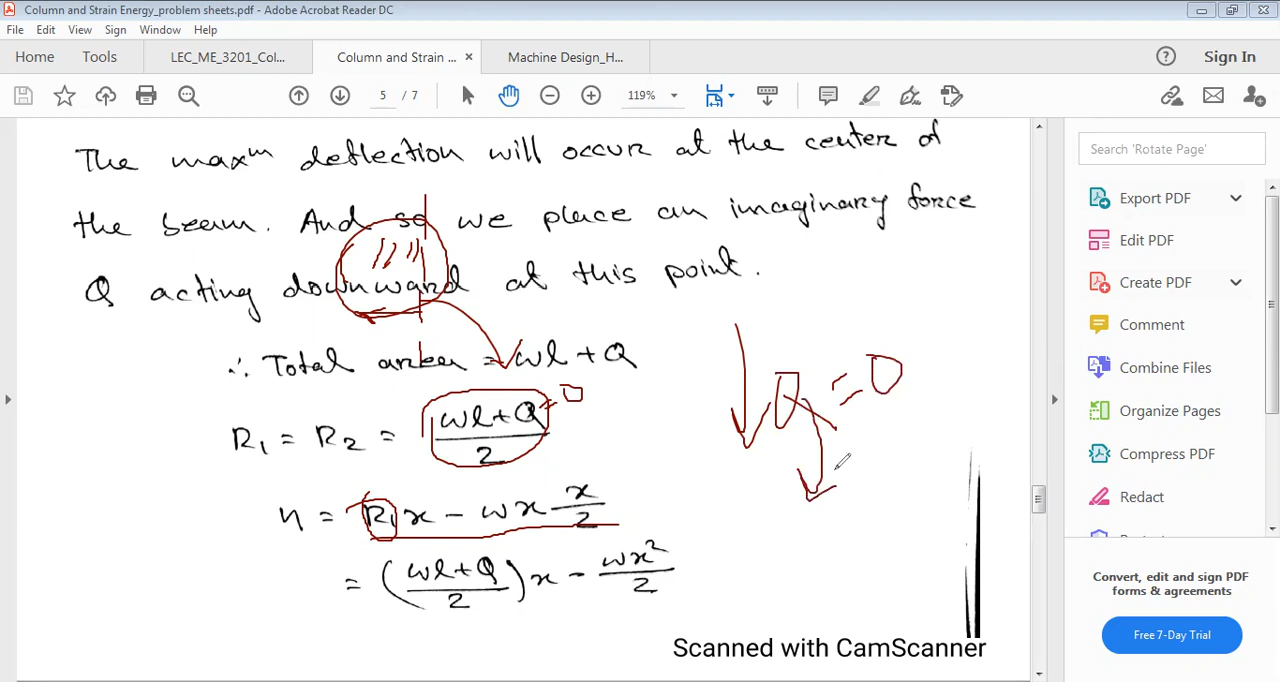 Column and Strain Energy_problem sheets.pdf - Adobe Acrobat Reader DC
File Edit View Sign Window Help
Home Tools LEC_ME_3201_Col... Column and Strain ... × Machine Design_H... Sign In
5 / 7 119%
The maxᵐ deflection will occur at the center of
the beam. And so we place an imaginary force
Q acting downward at this point.
∴ Total = wl + Q
R₁ = R₂ = (wl+Q)/2 = 0
Q = 0
M = R₁x - wx x/2
= ((wl+Q)/2)x - wx²/2
Scanned with CamScanner
Search 'Rotate Page'
Export PDF
Edit PDF
Create PDF
Comment
Combine Files
Organize Pages
Compress PDF
Redact
Convert, edit and sign PDF
forms & agreements
Free 7-Day Trial